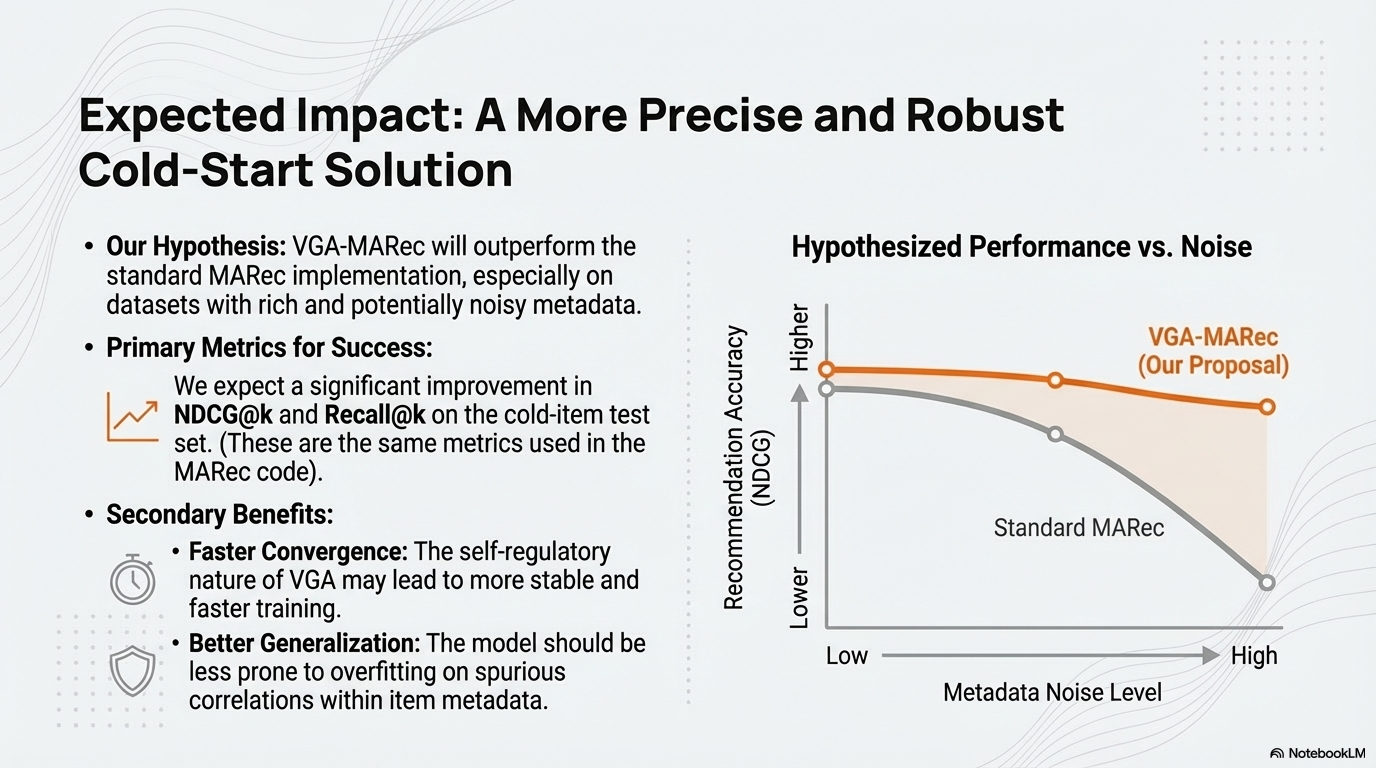 Expected Impact: A More Precise and Robust
Cold-Start Solution
• Our Hypothesis: VGA-MARec will outperform the
standard MARec implementation, especially on
datasets with rich and potentially noisy metadata.
• Primary Metrics for Success:
We expect a significant improvement in
NDCG@k and Recall@k on the cold-item test
set. (These are the same metrics used in the
MARec code).
• Secondary Benefits:
• Faster Convergence: The self-regulatory
nature of VGA may lead to more stable and
faster training.
• Better Generalization: The model should be
less prone to overfitting on spurious
correlations within item metadata.
Hypothesized Performance vs. Noise
Recommendation Accuracy
(NDCG)
Higher
Lower
VGA-MARec
(Our Proposal)
Standard MARec
Low
High
Metadata Noise Level
NotebookLM